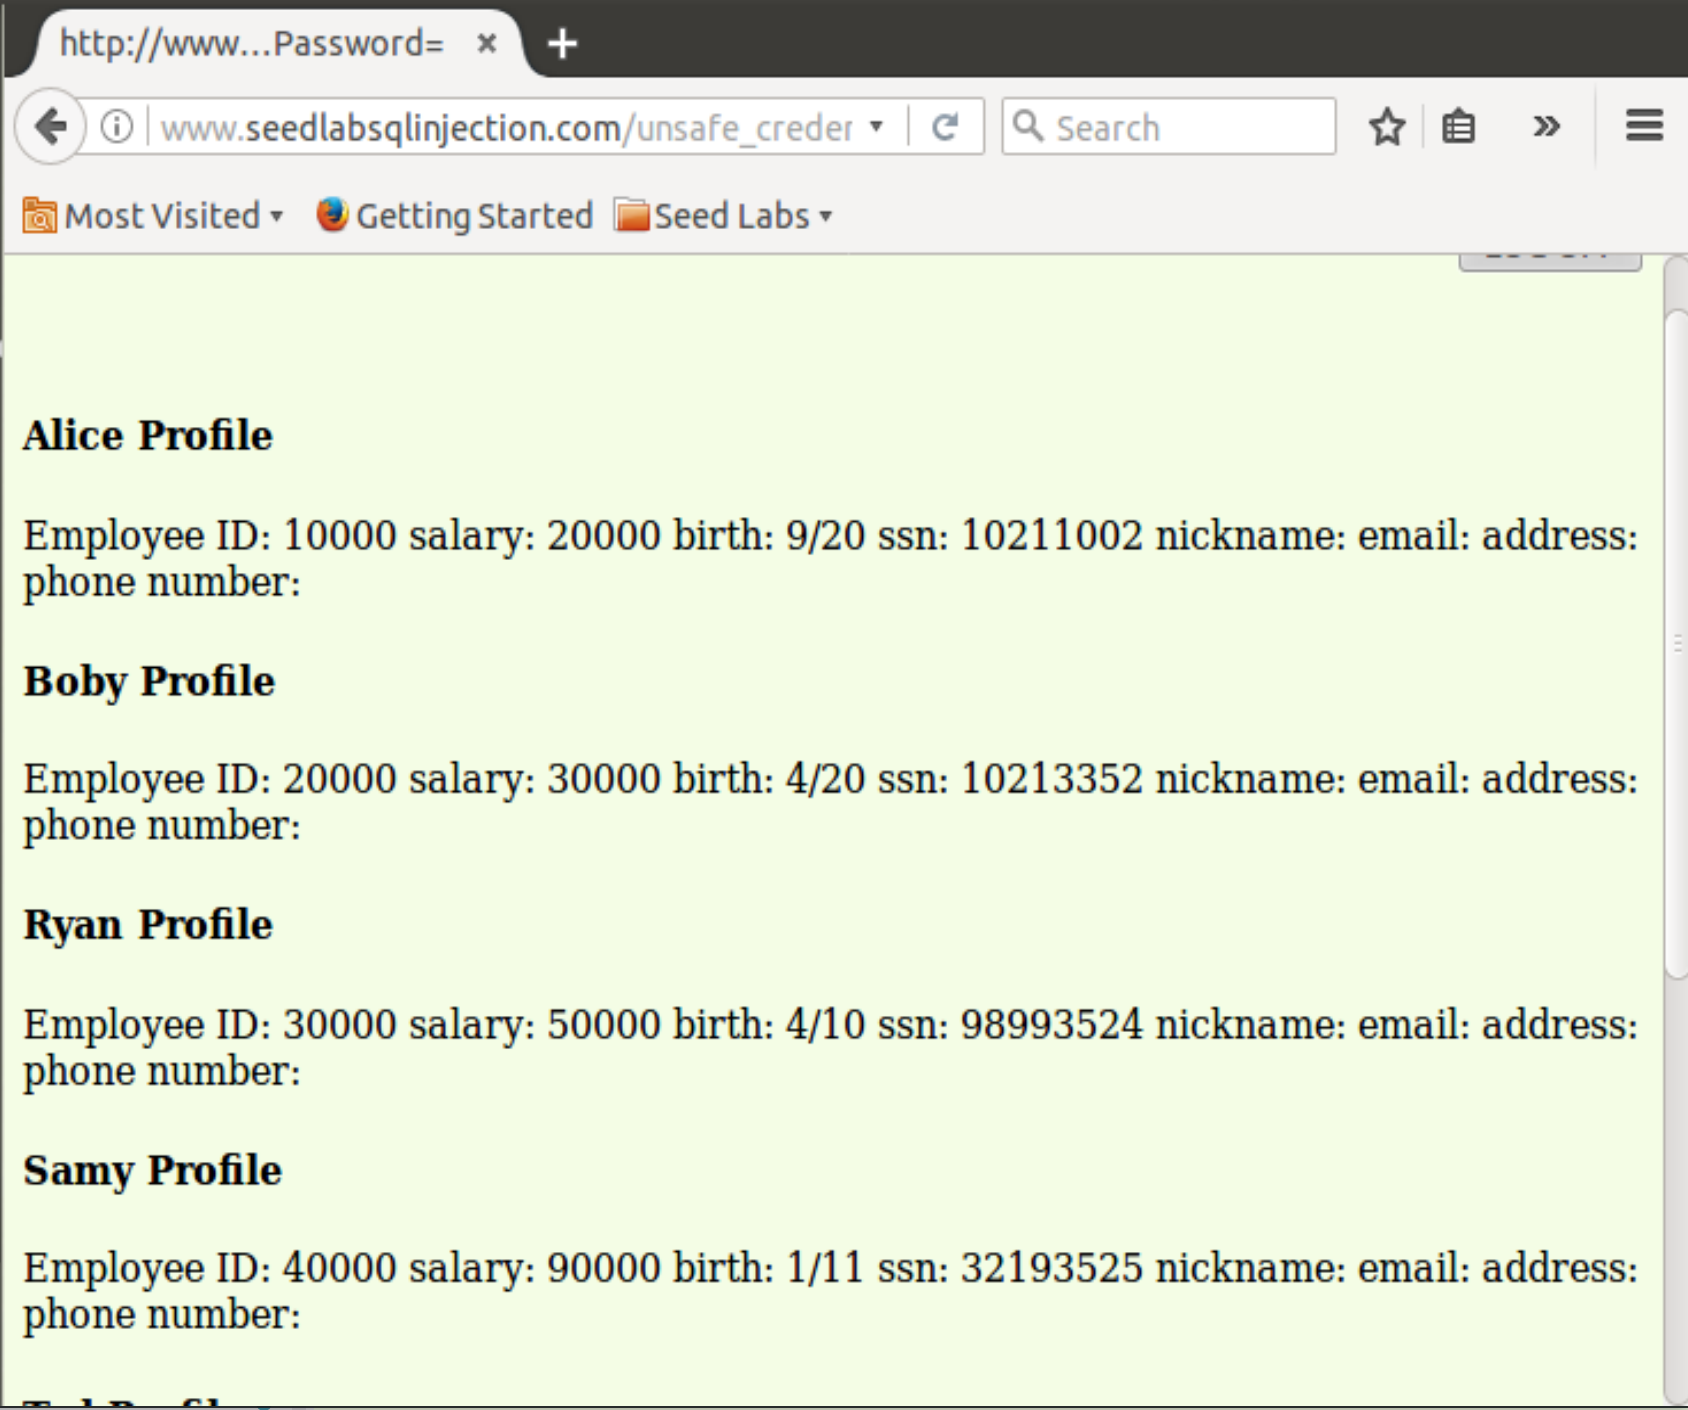 http://www...Password=
www.seedlabsqlinjection.com/unsafe_creder
Search
Most Visited
Getting Started
Seed Labs
Alice Profile
Employee ID: 10000 salary: 20000 birth: 9/20 ssn: 10211002 nickname: email: address:
phone number:
Boby Profile
Employee ID: 20000 salary: 30000 birth: 4/20 ssn: 10213352 nickname: email: address:
phone number:
Ryan Profile
Employee ID: 30000 salary: 50000 birth: 4/10 ssn: 98993524 nickname: email: address:
phone number:
Samy Profile
Employee ID: 40000 salary: 90000 birth: 1/11 ssn: 32193525 nickname: email: address:
phone number: